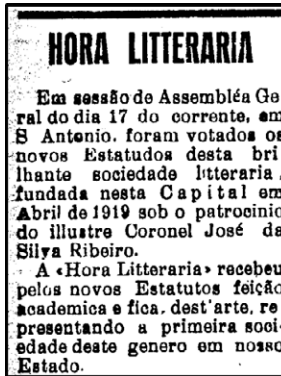 HORA LITTERARIA
Em sessão de Assembléa Ge
ral do dia 17 do corrente, em
S Antonio, foram votados os
novos Estatudos desta bri
lhante sociedade litteraria,
fundada nesta Capital em
Abril de 1919 sob o patrocinio
do illustre Coronel José da
Silva Ribeiro.
A «Hora Litteraria» recebeu
pelos novos Estatutos feição
academica e fica, dest'arte, re
presentando a primeira soci-
edade deste genero em nosso
Estado.